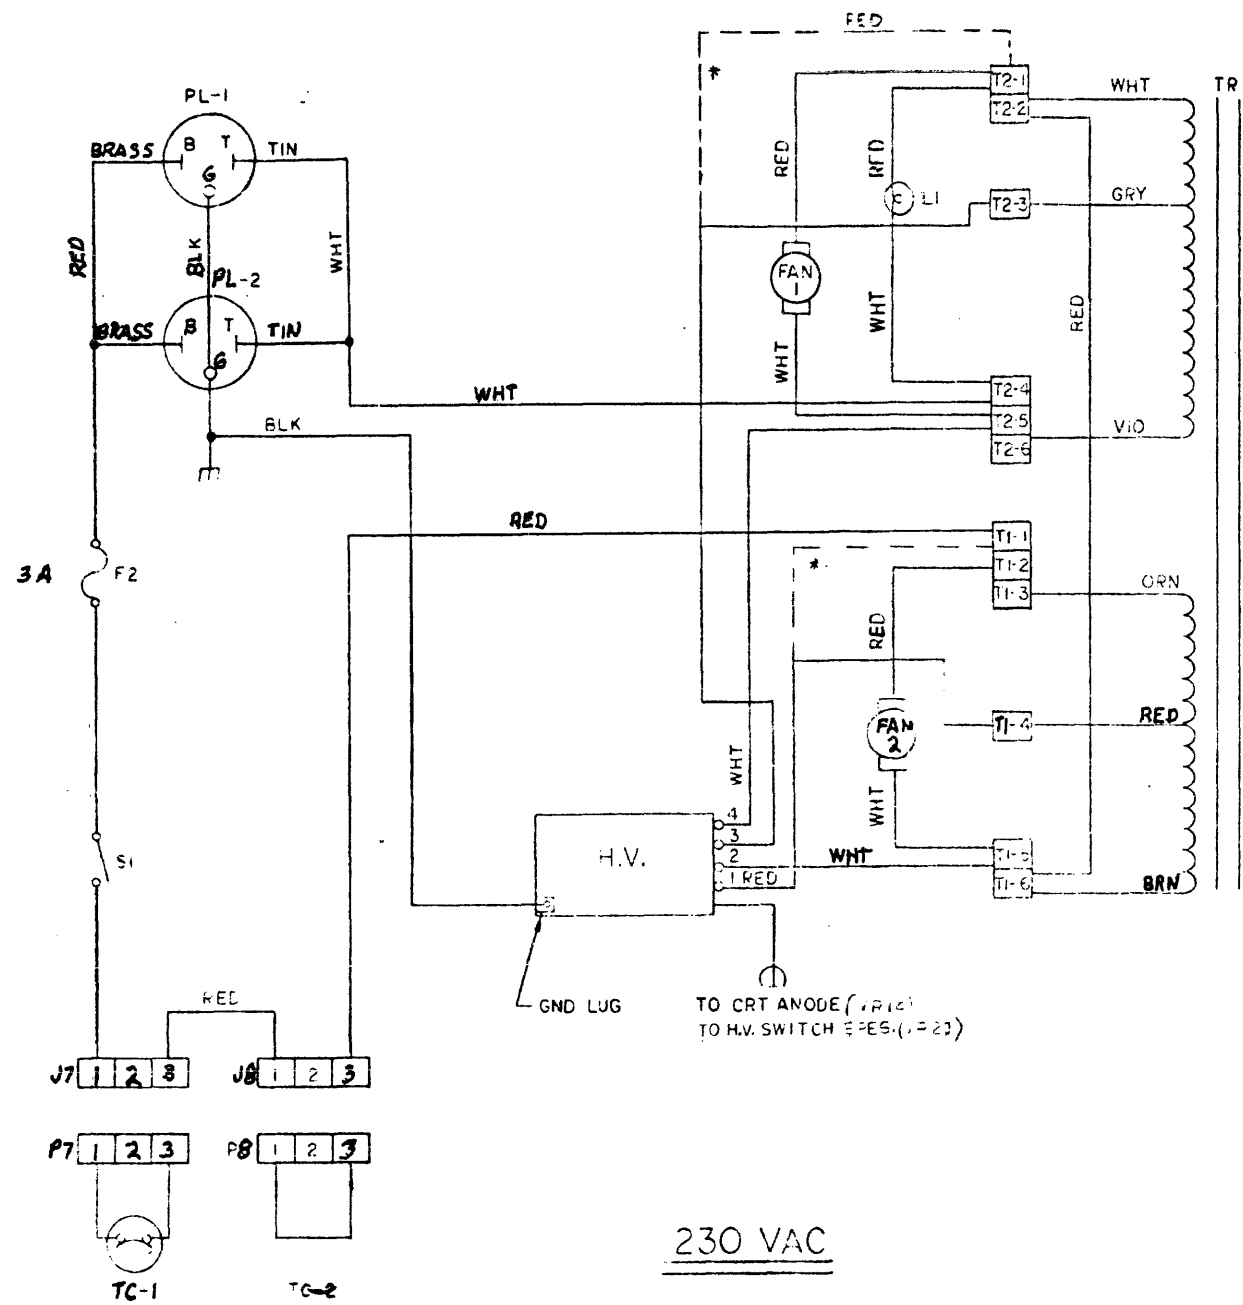 RED
*
T2-1
T2-2
WHT
TR
PL-1
BRASS
B T
TIN
G
RED
RED
L1
T2-3
GRY
RED
BLK
WHT
PL-2
FAN
1
BRASS
B T
TIN
G
WHT
WHT
RED
WHT
T2-4
T2-5
T2-6
VIO
BLK
RED
T1-1
T1-2
T1-3
ORN
*
3A
F2
RED
FAN
2
T1-4
RED
WHT
WHT
H.V.
4
3
2
1 RED
WHT
T1-5
T1-6
BRN
S1
GND LUG
TO CRT ANODE
TO H.V. SWITCH
RED
J7 1 2 3
J8 1 2 3
P7 1 2 3
P8 1 2 3
TC-1
TC-2
230 VAC